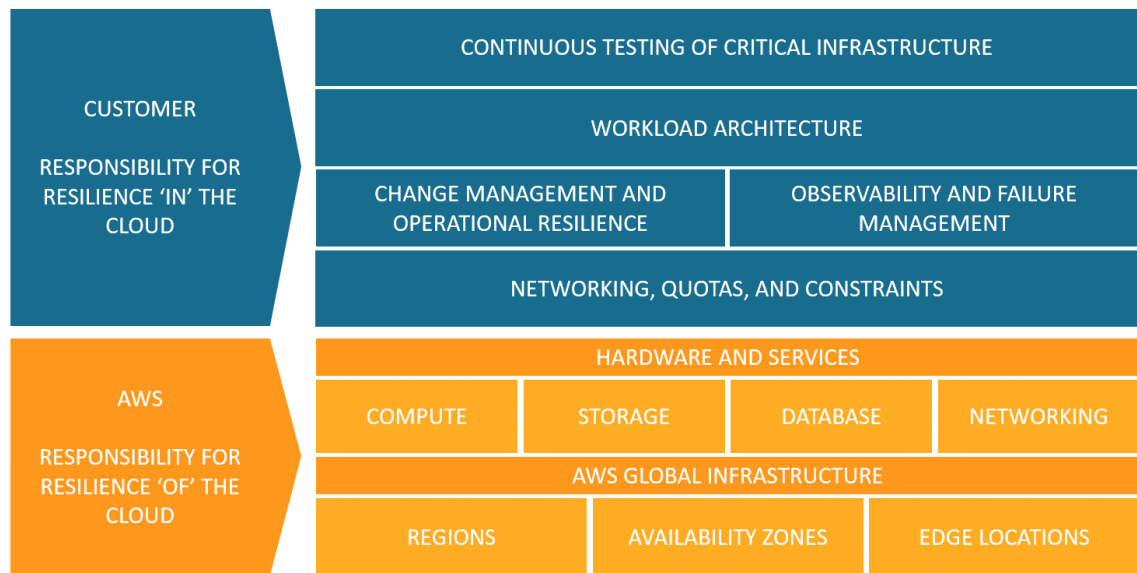 CUSTOMER
RESPONSIBILITY FOR
RESILIENCE ‘IN’ THE
CLOUD
CONTINUOUS TESTING OF CRITICAL INFRASTRUCTURE
WORKLOAD ARCHITECTURE
CHANGE MANAGEMENT AND
OPERATIONAL RESILIENCE
OBSERVABILITY AND FAILURE
MANAGEMENT
NETWORKING, QUOTAS, AND CONSTRAINTS
AWS
RESPONSIBILITY FOR
RESILIENCE ‘OF’ THE
CLOUD
HARDWARE AND SERVICES
COMPUTE
STORAGE
DATABASE
NETWORKING
AWS GLOBAL INFRASTRUCTURE
REGIONS
AVAILABILITY ZONES
EDGE LOCATIONS